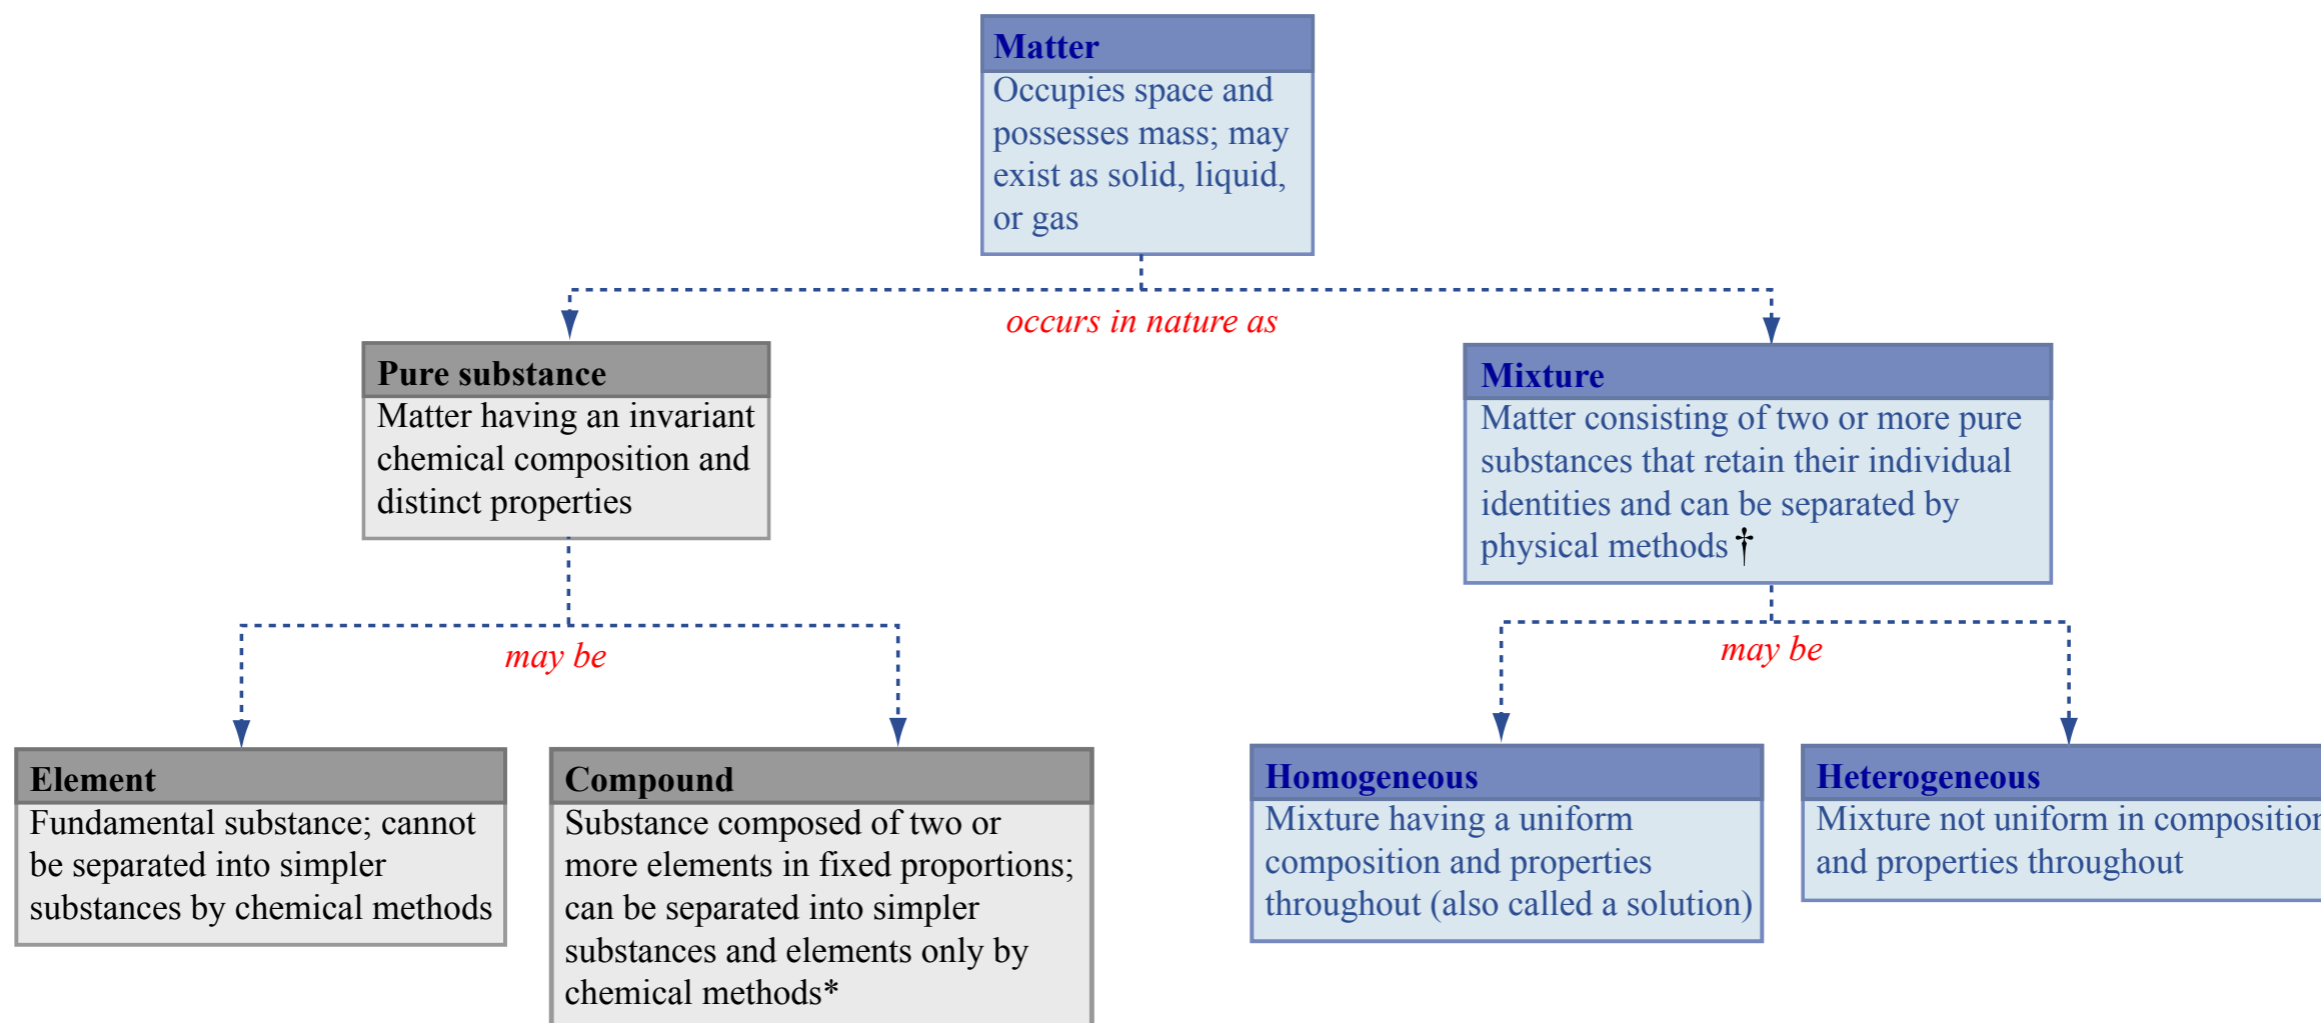 Matter
Occupies space and
possesses mass; may
exist as solid, liquid,
or gas
occurs in nature as
Pure substance
Matter having an invariant
chemical composition and
distinct properties
Mixture
Matter consisting of two or more pure
substances that retain their individual
identities and can be separated by
physical methods †
may be
may be
Element
Fundamental substance; cannot
be separated into simpler
substances by chemical methods
Compound
Substance composed of two or
more elements in fixed proportions;
can be separated into simpler
substances and elements only by
chemical methods*
Homogeneous
Mixture having a uniform
composition and properties
throughout (also called a solution)
Heterogeneous
Mixture not uniform in composition
and properties throughout